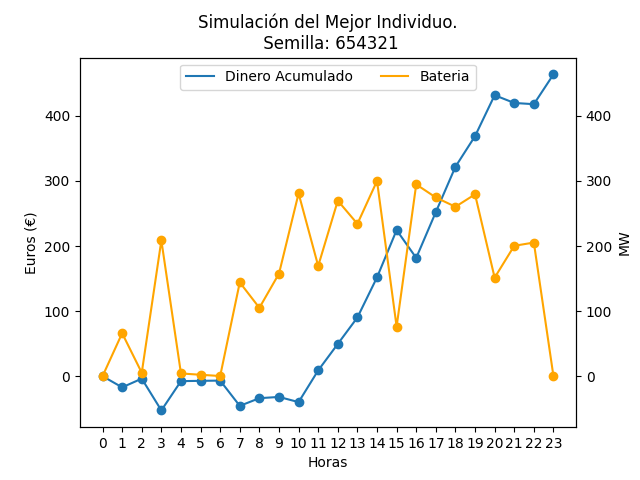 Simulación del Mejor Individuo.
Semilla: 654321
Dinero Acumulado
Bateria
Euros (€)
400
300
200
100
0
400
300
200
100
0
MW
0 1 2 3 4 5 6 7 8 9 10 11 12 13 14 15 16 17 18 19 20 21 22 23
Horas